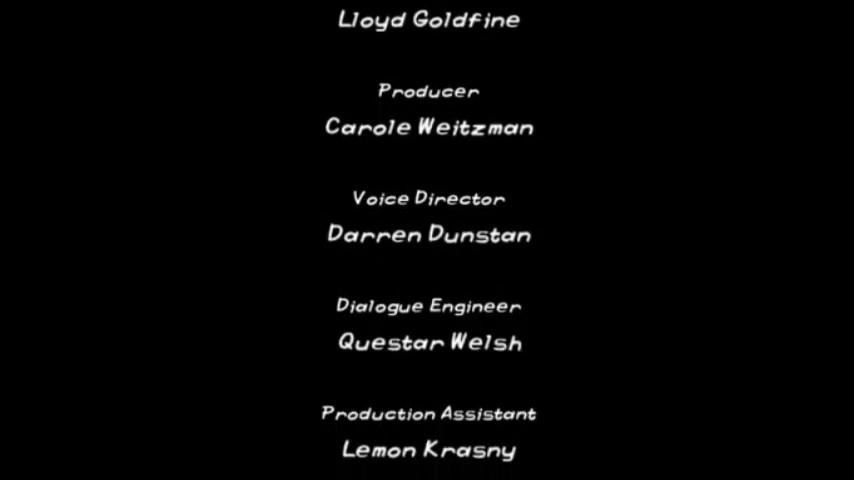 Lloyd Goldfine
Producer
Carole Weitzman
Voice Director
Darren Dunstan
Dialogue Engineer
Questar Welsh
Production Assistant
Lemon Krasny